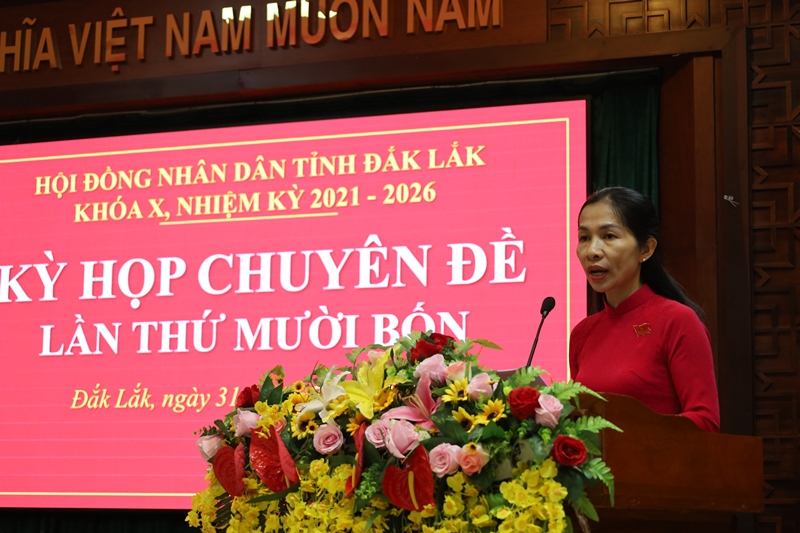 NGHĨA VIỆT NAM MUÔN NĂM
HỘI ĐỒNG NHÂN DÂN TỈNH ĐẮK LẮK
KHÓA X, NHIỆM KỲ 2021 - 2026
KỲ HỌP CHUYÊN ĐỀ
LẦN THỨ MƯỜI BỐN
Đắk Lắk, ngày 31